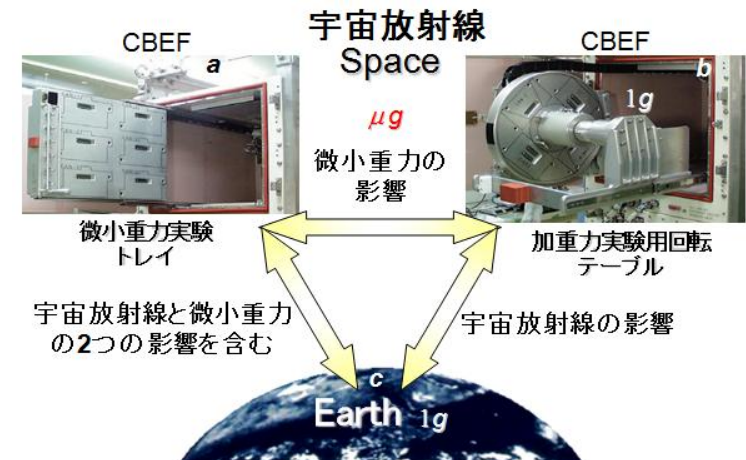 宇宙放射線
CBEF
Space
CBEF
a
b
1g
μg
微小重力の
影響
微小重力実験
トレイ
加重力実験用回転
テーブル
宇宙放射線と微小重力
の2つの影響を含む
宇宙放射線の影響
c
Earth 1g